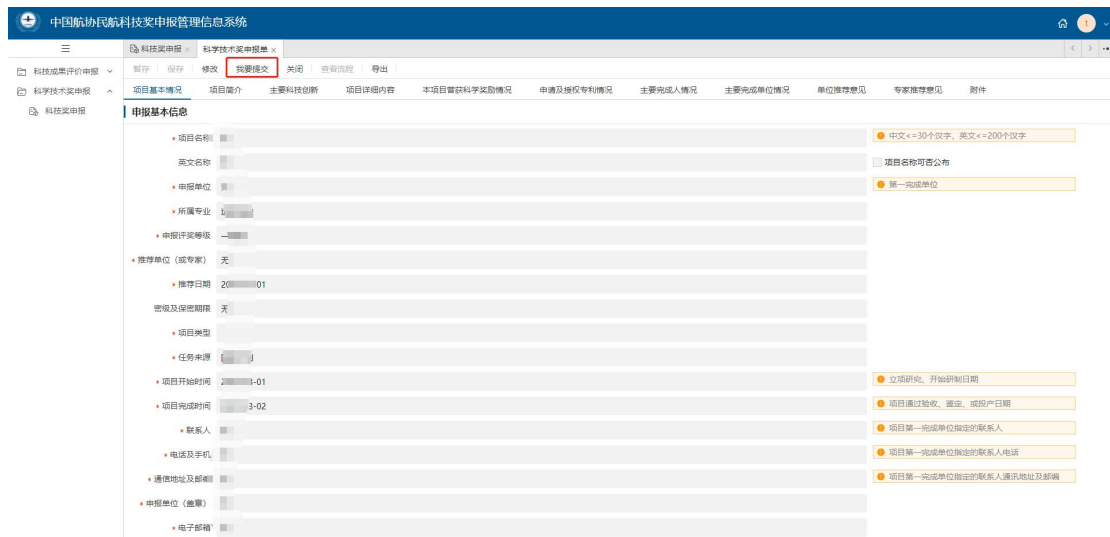 中国航协民航科技奖申报管理信息系统
t
科技奖申报 × 科学技术奖申报单 ×
科技成果评价申报
科学技术奖申报
科技奖申报
暂存 保存 修改 我要提交 关闭 查看流程 导出
项目基本情况 项目简介 主要科技创新 项目详细内容 本项目曾获科学奖励情况 申请及授权专利情况 主要完成人情况 主要完成单位情况 单位推荐意见 专家推荐意见 附件
申报基本信息
* 项目名称 中文<=30个汉字，英文<=200个汉字
英文名称 项目名称可否公布
* 申报单位 第一完成单位
* 所属专业
* 申报评奖等级 一
* 推荐单位（或专家） 无
* 推荐日期 20 01
密级及保密期限 无
* 项目类型
* 任务来源
* 项目开始时间 -01 立项研究、开始研制日期
* 项目完成时间 3-02 项目通过验收、鉴定、或投产日期
* 联系人 项目第一完成单位指定的联系人
* 电话及手机 项目第一完成单位指定的联系人电话
* 通信地址及邮编 项目第一完成单位指定的联系人通讯地址及邮编
* 申报单位（盖章）
* 电子邮箱